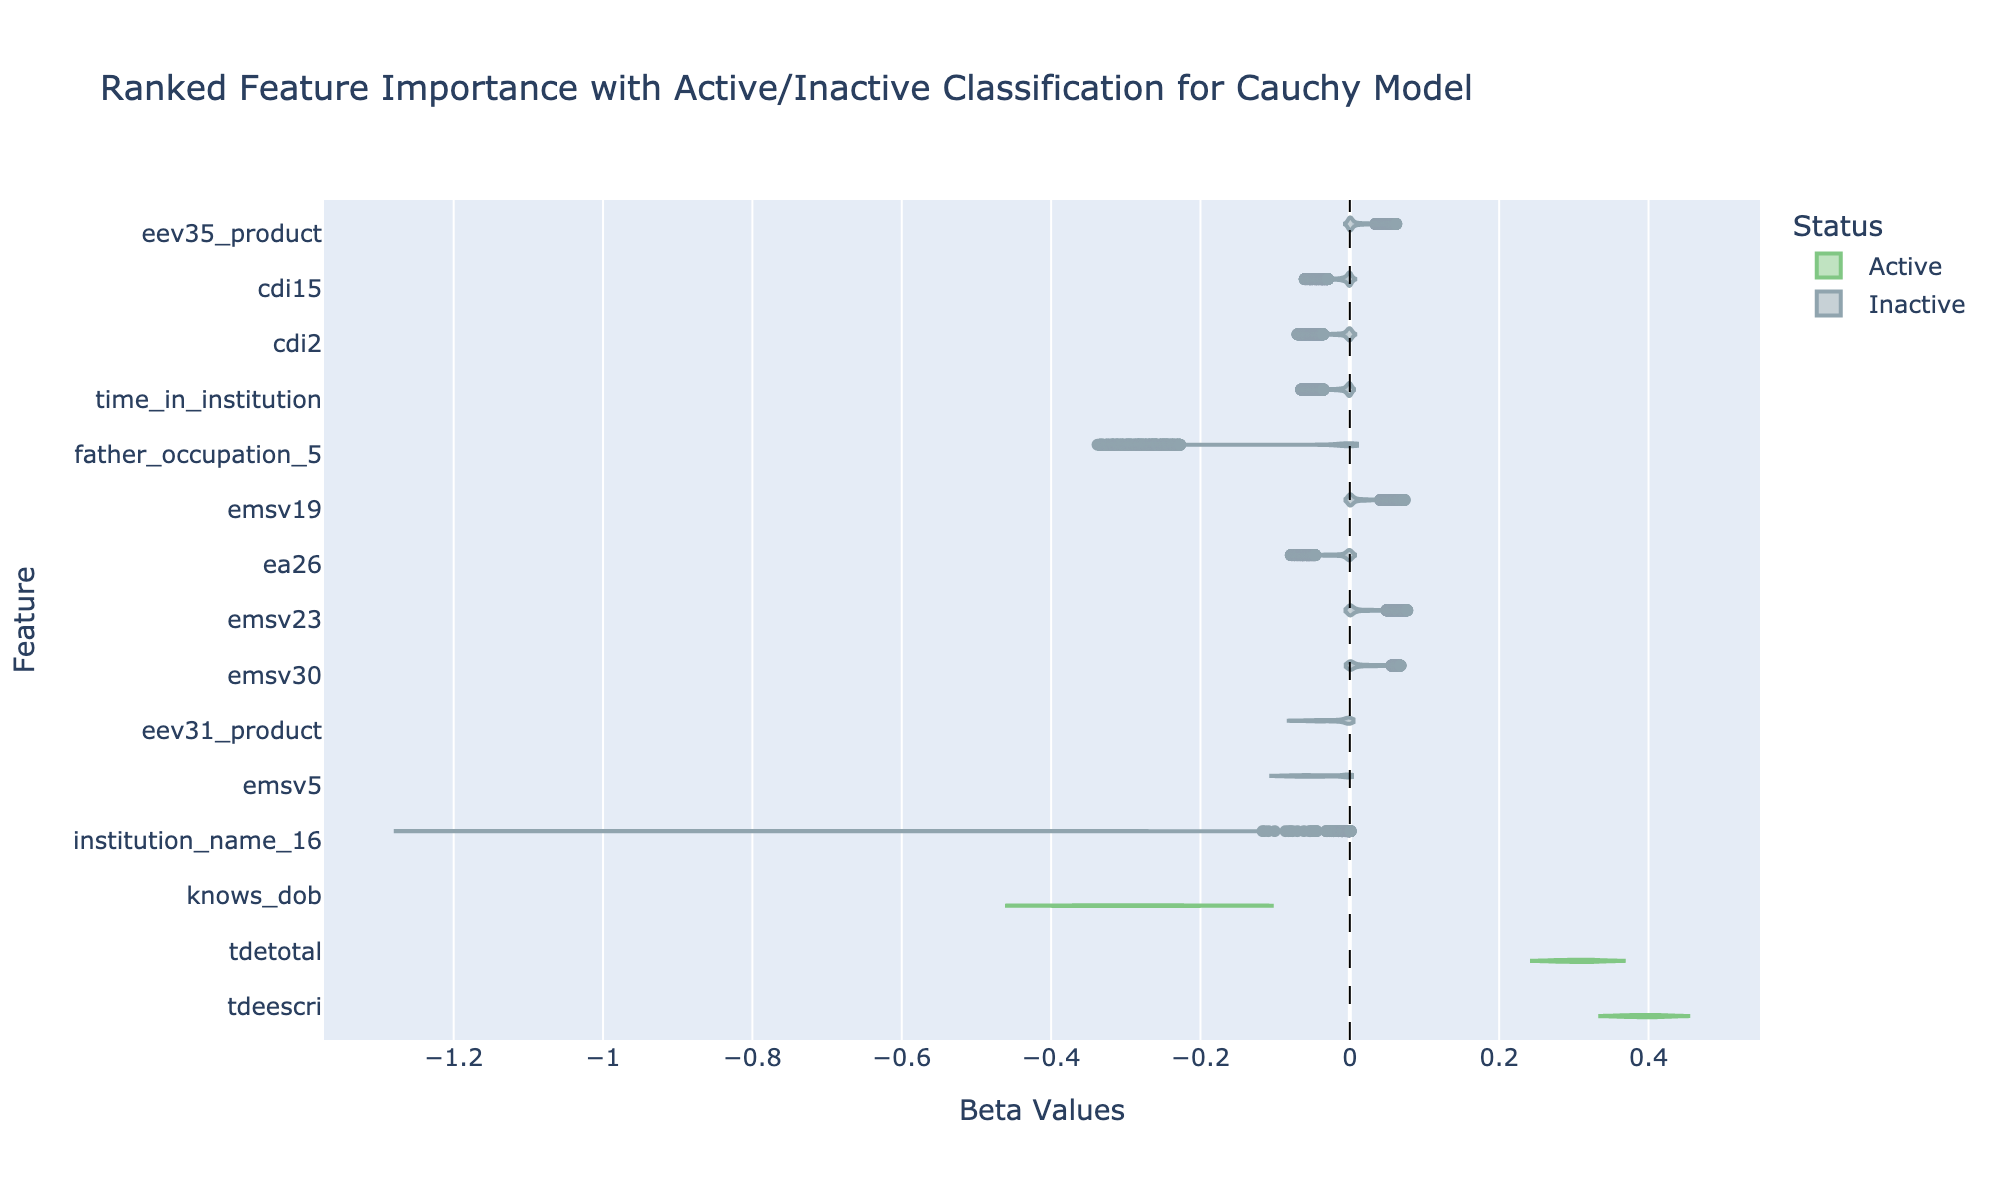 Ranked Feature Importance with Active/Inactive Classification for Cauchy Model
Status
Active
Inactive
Feature
eev35_product
cdi15
cdi2
time_in_institution
father_occupation_5
emsv19
ea26
emsv23
emsv30
eev31_product
emsv5
institution_name_16
knows_dob
tdetotal
tdeescri
−1.2 −1 −0.8 −0.6 −0.4 −0.2 0 0.2 0.4
Beta Values